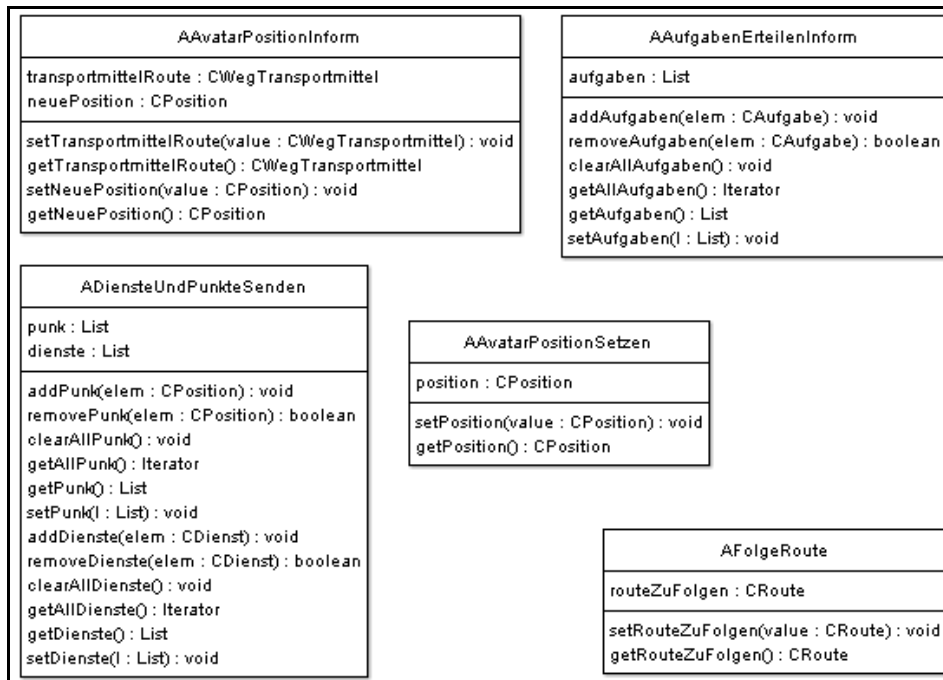 AAvatarPositionInform
transportmittelRoute : CWegTransportmittel
neuePosition : CPosition
setTransportmittelRoute(value : CWegTransportmittel) : void
getTransportmittelRoute() : CWegTransportmittel
setNeuePosition(value : CPosition) : void
getNeuePosition() : CPosition
AAufgabenErteilenInform
aufgaben : List
addAufgaben(elem : CAufgabe) : void
removeAufgaben(elem : CAufgabe) : boolean
clearAllAufgaben() : void
getAllAufgaben() : Iterator
getAufgaben() : List
setAufgaben(l : List) : void
ADiensteUndPunkteSenden
punk : List
dienste : List
addPunk(elem : CPosition) : void
removePunk(elem : CPosition) : boolean
clearAllPunk() : void
getAllPunk() : Iterator
getPunk() : List
setPunk(l : List) : void
addDienste(elem : CDienst) : void
removeDienste(elem : CDienst) : boolean
clearAllDienste() : void
getAllDienste() : Iterator
getDienste() : List
setDienste(l : List) : void
AAvatarPositionSetzen
position : CPosition
setPosition(value : CPosition) : void
getPosition() : CPosition
AFolgeRoute
routeZuFolgen : CRoute
setRouteZuFolgen(value : CRoute) : void
getRouteZuFolgen() : CRoute